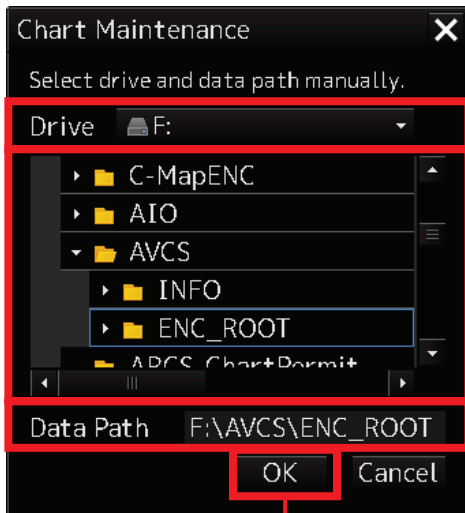 Chart Maintenance
Select drive and data path manually.
Drive F:
C-MapENC
AIO
AVCS
INFO
ENC_ROOT
ARCS_ChartPermit
Data Path F:\AVCS\ENC_ROOT
OK Cancel